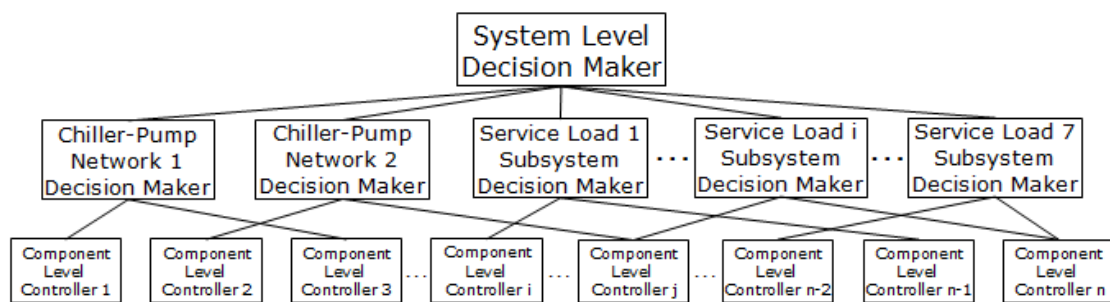 System Level
Decision Maker
Chiller-Pump
Network 1
Decision Maker
Chiller-Pump
Network 2
Decision Maker
Service Load 1
Subsystem
Decision Maker
...
Service Load i
Subsystem
Decision Maker
...
Service Load 7
Subsystem
Decision Maker
Component
Level
Controller 1
Component
Level
Controller 2
Component
Level
Controller 3
...
Component
Level
Controller i
...
Component
Level
Controller j
...
Component
Level
Controller n-2
Component
Level
Controller n-1
Component
Level
Controller n